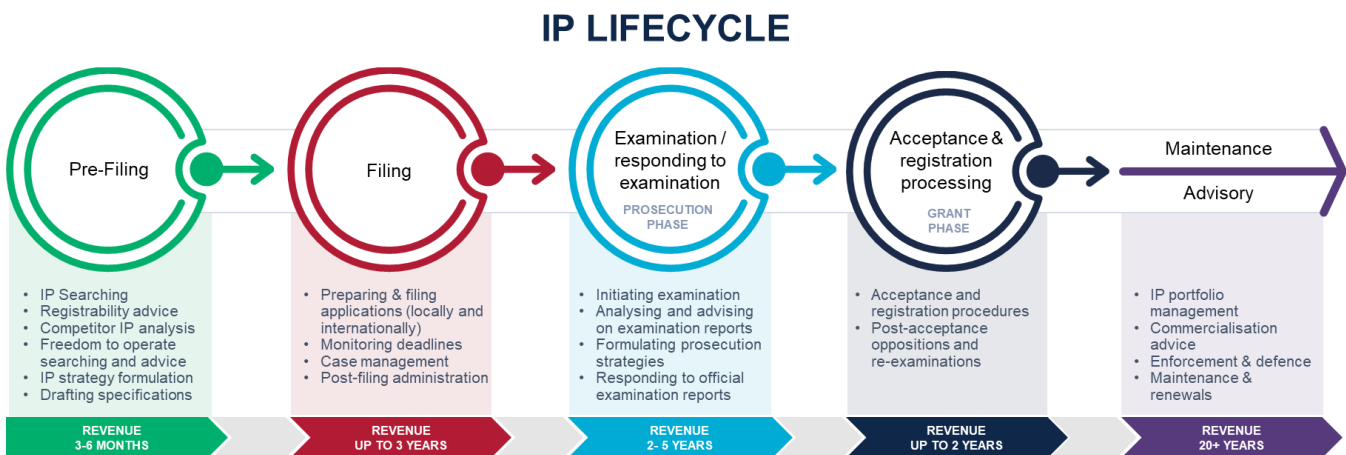 IP LIFECYCLE
Pre-Filing
Filing
Examination /
responding to
examination
PROSECUTION
PHASE
Acceptance &
registration
processing
GRANT
PHASE
Maintenance
Advisory
• IP Searching
• Registrability advice
• Competitor IP analysis
• Freedom to operate
searching and advice
• IP strategy formulation
• Drafting specifications
• Preparing & filing
applications (locally and
internationally)
• Monitoring deadlines
• Case management
• Post-filing administration
• Initiating examination
• Analysing and advising
on examination reports
• Formulating prosecution
strategies
• Responding to official
examination reports
• Acceptance and
registration procedures
• Post-acceptance
oppositions and
re-examinations
• IP portfolio
management
• Commercialisation
advice
• Enforcement & defence
• Maintenance &
renewals
REVENUE
3-6 MONTHS
REVENUE
UP TO 3 YEARS
REVENUE
2- 5 YEARS
REVENUE
UP TO 2 YEARS
REVENUE
20+ YEARS